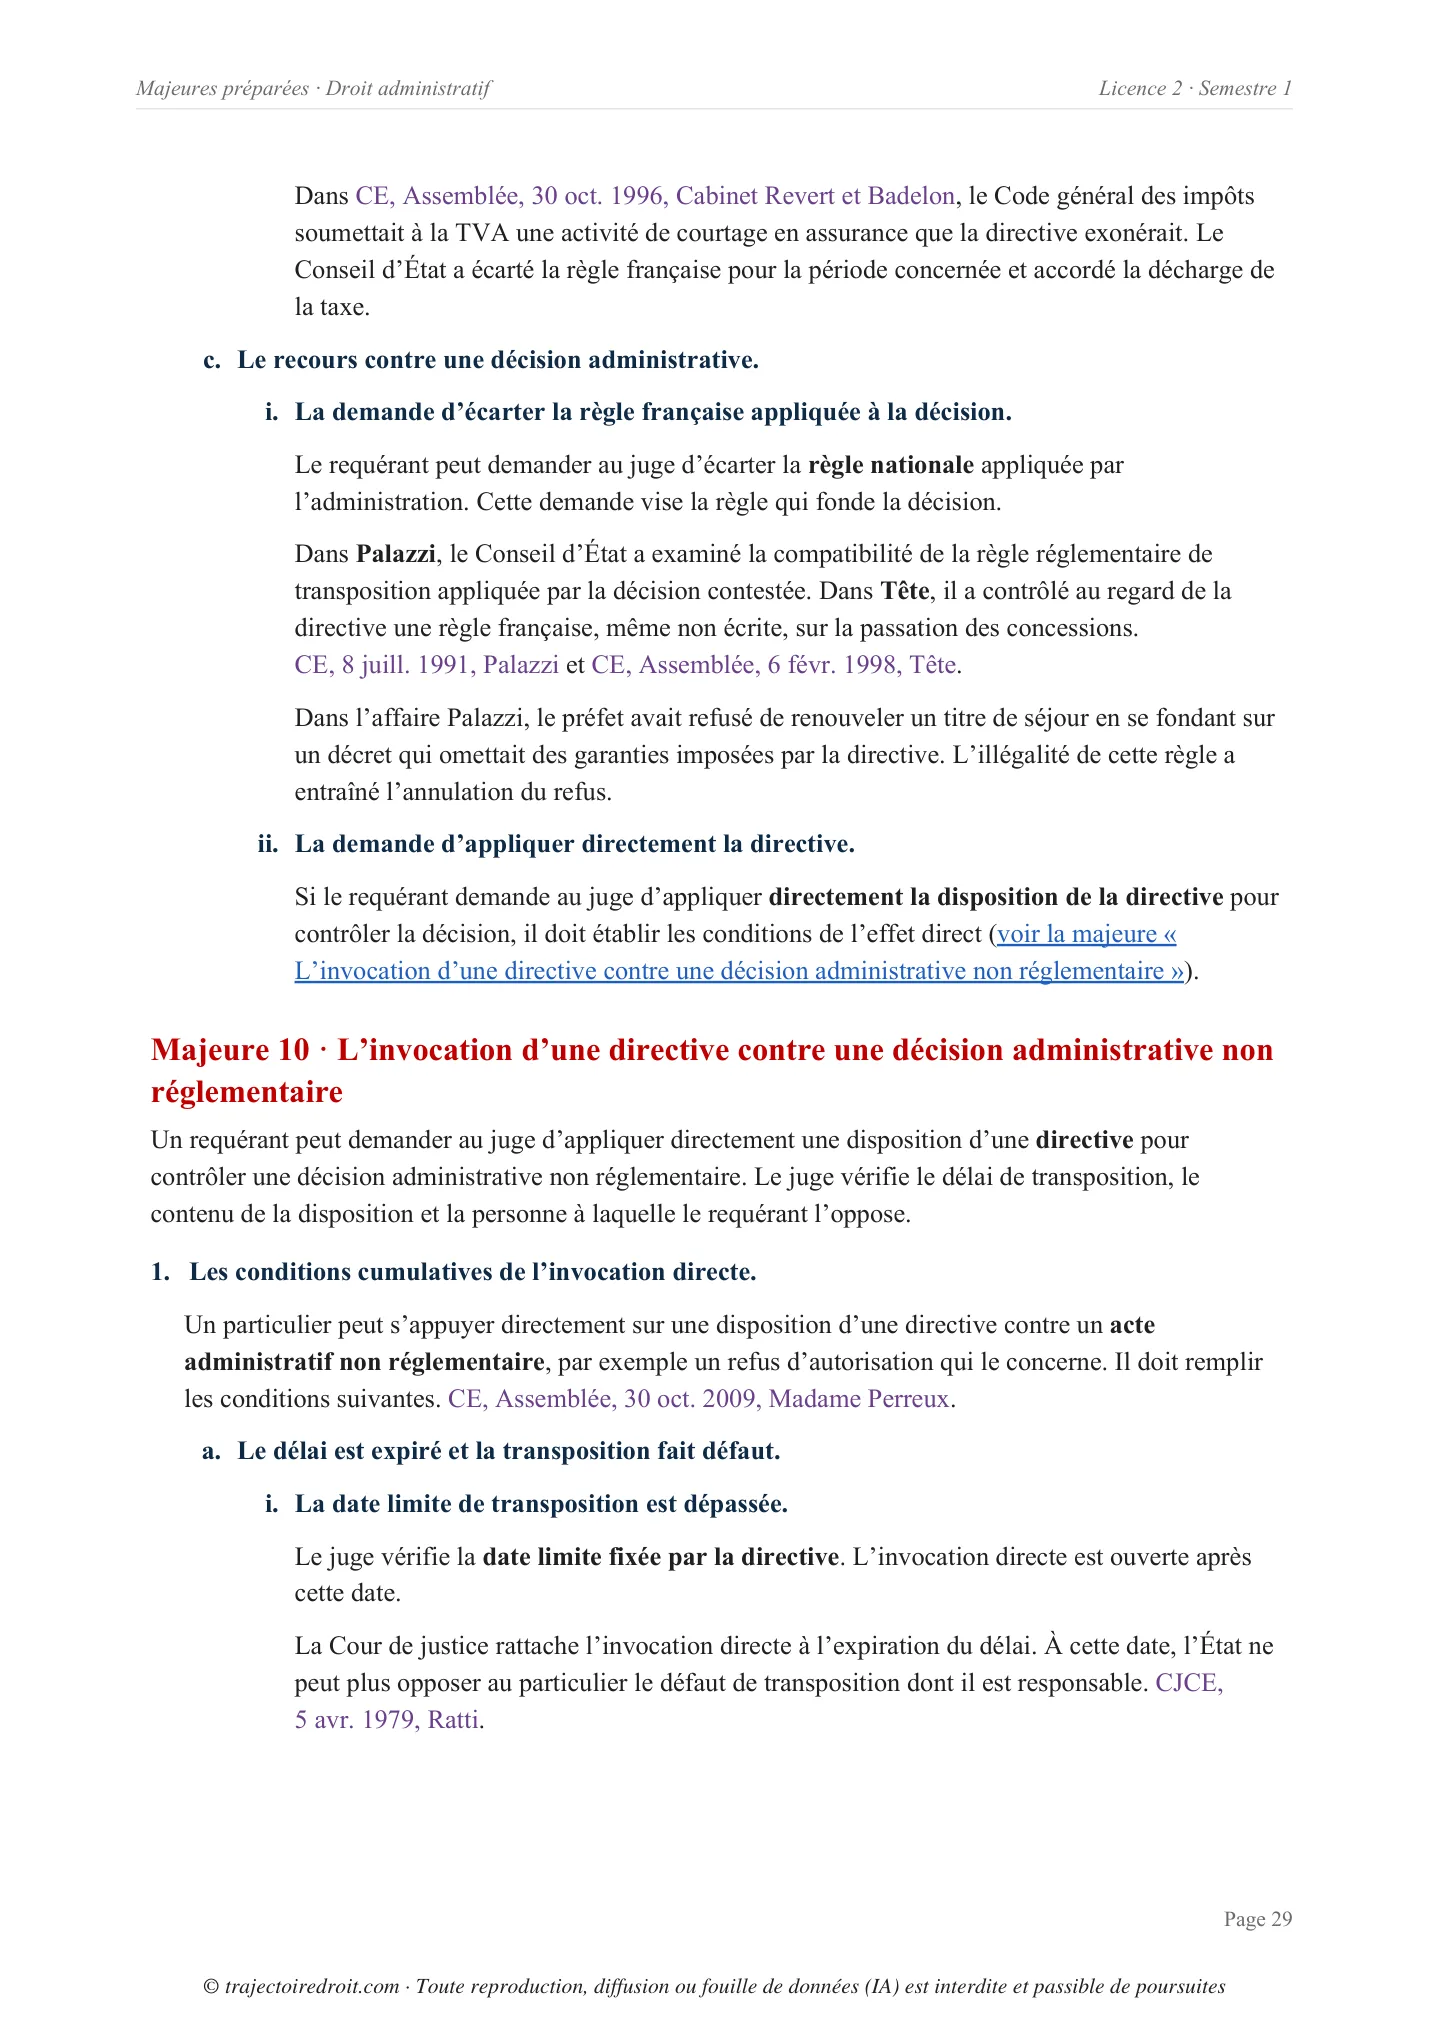 Majeures préparées · Droit administratif
Licence 2 · Semestre 1
Dans CE, Assemblée, 30 oct. 1996, Cabinet Revert et Badelon, le Code général des impôts
soumettait à la TVA une activité de courtage en assurance que la directive exonérait. Le
Conseil d’État a écarté la règle française pour la période concernée et accordé la décharge de
la taxe.
c. Le recours contre une décision administrative.
i. La demande d’écarter la règle française appliquée à la décision.
Le requérant peut demander au juge d’écarter la règle nationale appliquée par
l’administration. Cette demande vise la règle qui fonde la décision.
Dans Palazzi, le Conseil d’État a examiné la compatibilité de la règle réglementaire de
transposition appliquée par la décision contestée. Dans Tête, il a contrôlé au regard de la
directive une règle française, même non écrite, sur la passation des concessions.
CE, 8 juill. 1991, Palazzi et CE, Assemblée, 6 févr. 1998, Tête.
Dans l’affaire Palazzi, le préfet avait refusé de renouveler un titre de séjour en se fondant sur
un décret qui omettait des garanties imposées par la directive. L’illégalité de cette règle a
entraîné l’annulation du refus.
ii. La demande d’appliquer directement la directive.
Si le requérant demande au juge d’appliquer directement la disposition de la directive pour
contrôler la décision, il doit établir les conditions de l’effet direct (voir la majeure «
L’invocation d’une directive contre une décision administrative non réglementaire »).
Majeure 10 · L’invocation d’une directive contre une décision administrative non
réglementaire
Un requérant peut demander au juge d’appliquer directement une disposition d’une directive pour
contrôler une décision administrative non réglementaire. Le juge vérifie le délai de transposition, le
contenu de la disposition et la personne à laquelle le requérant l’oppose.
1. Les conditions cumulatives de l’invocation directe.
Un particulier peut s’appuyer directement sur une disposition d’une directive contre un acte
administratif non réglementaire, par exemple un refus d’autorisation qui le concerne. Il doit remplir
les conditions suivantes. CE, Assemblée, 30 oct. 2009, Madame Perreux.
a. Le délai est expiré et la transposition fait défaut.
i. La date limite de transposition est dépassée.
Le juge vérifie la date limite fixée par la directive. L’invocation directe est ouverte après
cette date.
La Cour de justice rattache l’invocation directe à l’expiration du délai. À cette date, l’État ne
peut plus opposer au particulier le défaut de transposition dont il est responsable. CJCE,
5 avr. 1979, Ratti.
Page 29
© trajectoiredroit.com · Toute reproduction, diffusion ou fouille de données (IA) est interdite et passible de poursuites